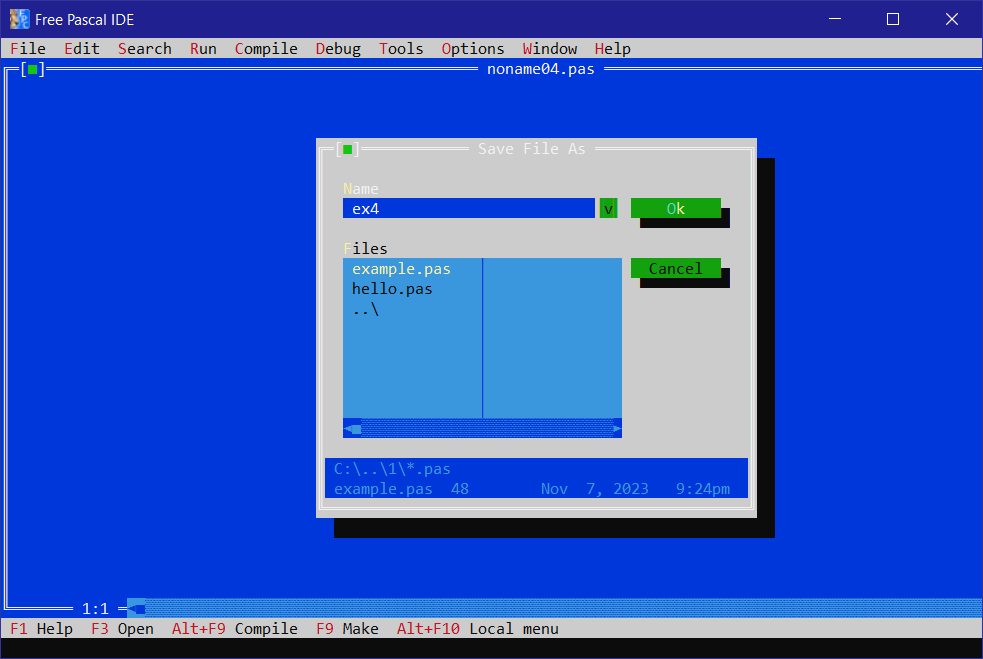 Free Pascal IDE
File Edit Search Run Compile Debug Tools Options Window Help
noname04.pas
Save File As
Name
ex4 v Ok
Files
example.pas Cancel
hello.pas
..\
C:\..\1\*.pas
example.pas 48 Nov 7, 2023 9:24pm
1:1
F1 Help F3 Open Alt+F9 Compile F9 Make Alt+F10 Local menu